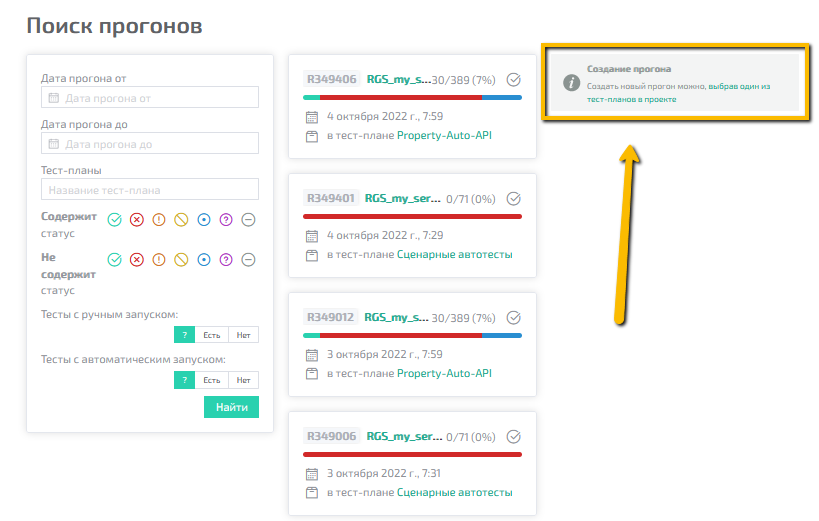 Поиск прогонов
Дата прогона от
Дата прогона от
Дата прогона до
Дата прогона до
Тест-планы
Название тест-плана
Содержит
статус
Не
содержит
статус
Тесты с ручным запуском:
? Есть Нет
Тесты с автоматическим запуском:
? Есть Нет
Найти
R349406 RGS_my_s... 30/389 (7%)
4 октября 2022 г., 7:59
в тест-плане Property-Auto-API
R349401 RGS_my_ser... 0/71 (0%)
4 октября 2022 г., 7:29
в тест-плане Сценарные автотесты
R349012 RGS_my_s... 30/389 (7%)
3 октября 2022 г., 7:59
в тест-плане Property-Auto-API
R349006 RGS_my_ser... 0/71 (0%)
3 октября 2022 г., 7:31
в тест-плане Сценарные автотесты
Создание прогона
Создать новый прогон можно, выбрав один из
тест-планов в проекте